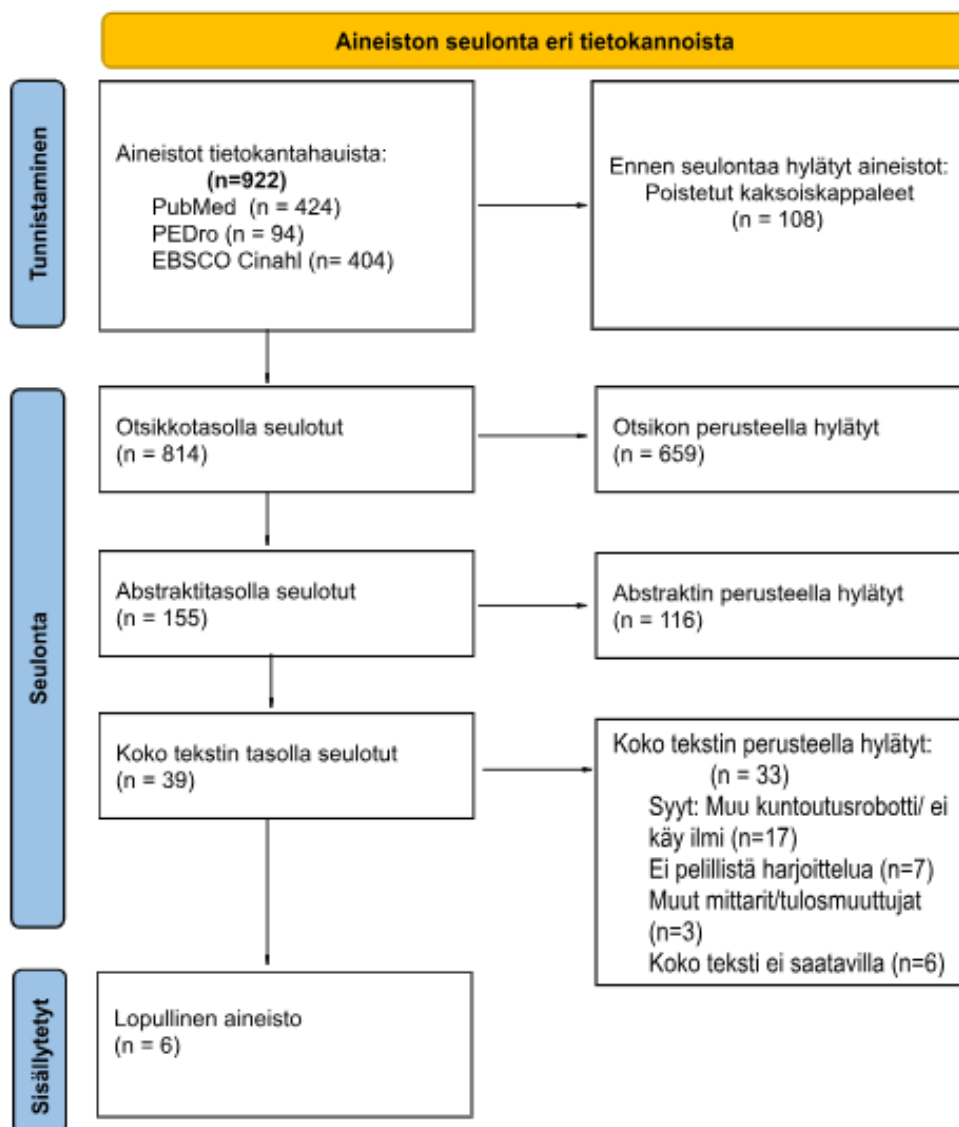 Aineiston seulonta eri tietokannoista
Tunnistaminen
Aineistot tietokantahauista:
(n=922)
PubMed (n = 424)
PEDro (n = 94)
EBSCO Cinahl (n= 404)
Ennen seulontaa hylätyt aineistot:
Poistetut kaksoiskappaleet
(n = 108)
Seulonta
Otsikkotasolla seulotut
(n = 814)
Otsikon perusteella hylätyt
(n = 659)
Abstraktitasolla seulotut
(n = 155)
Abstraktin perusteella hylätyt
(n = 116)
Koko tekstin tasolla seulotut
(n = 39)
Koko tekstin perusteella hylätyt:
(n = 33)
Syyt: Muu kuntoutusrobotti/ ei
käy ilmi (n=17)
Ei pelillistä harjoittelua (n=7)
Muut mittarit/tulosmuuttujat
(n=3)
Koko teksti ei saatavilla (n=6)
Sisällytetyt
Lopullinen aineisto
(n = 6)